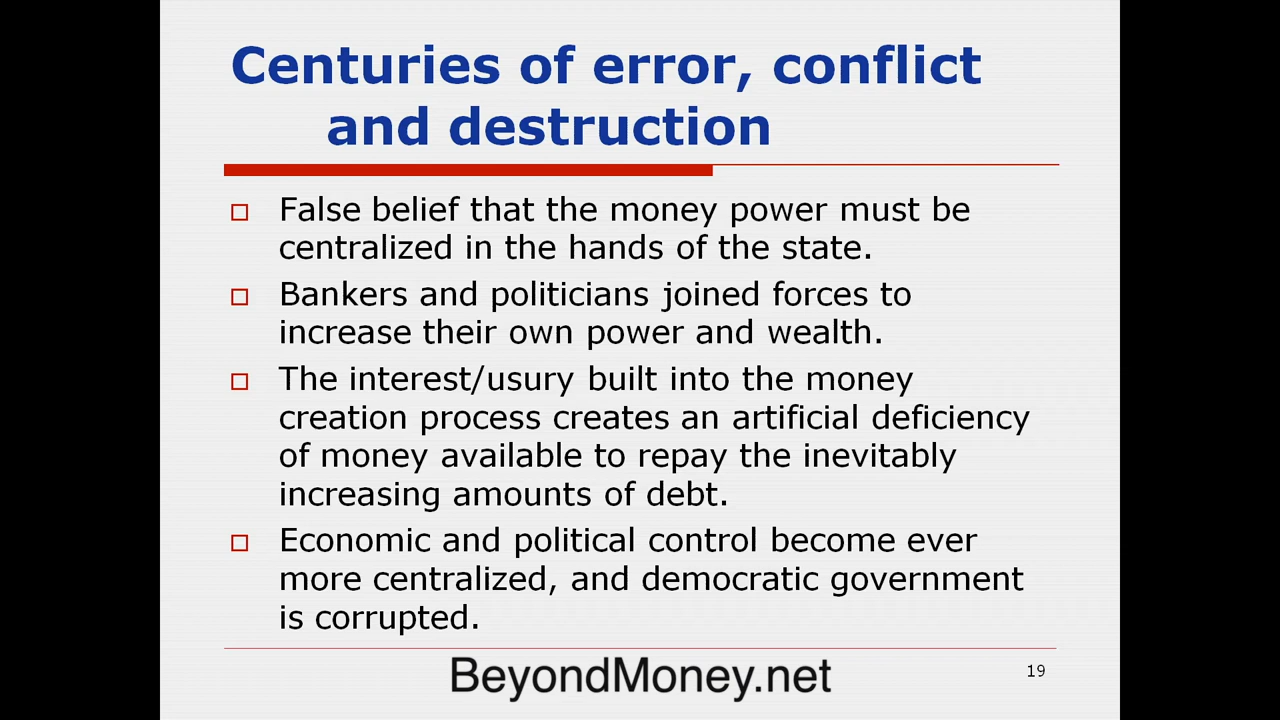 Centuries of error, conflict
and destruction
False belief that the money power must be
centralized in the hands of the state.
Bankers and politicians joined forces to
increase their own power and wealth.
The interest/usury built into the money
creation process creates an artificial deficiency
of money available to repay the inevitably
increasing amounts of debt.
Economic and political control become ever
more centralized, and democratic government
is corrupted.
BeyondMoney.net
19